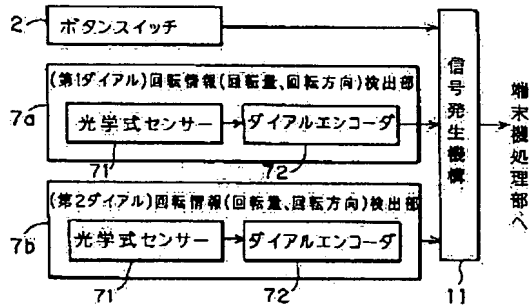 2
ボタンスイッチ
(第1ダイアル)回転情報(回転量、回転方向)検出部
7a
光学式センサー
ダイアルエンコーダ
71
72
(第2ダイアル)回転情報(回転量、回転方向)検出部
7b
光学式センサー
ダイアルエンコーダ
71
72
信号発生機構
11
端末機処理部へ